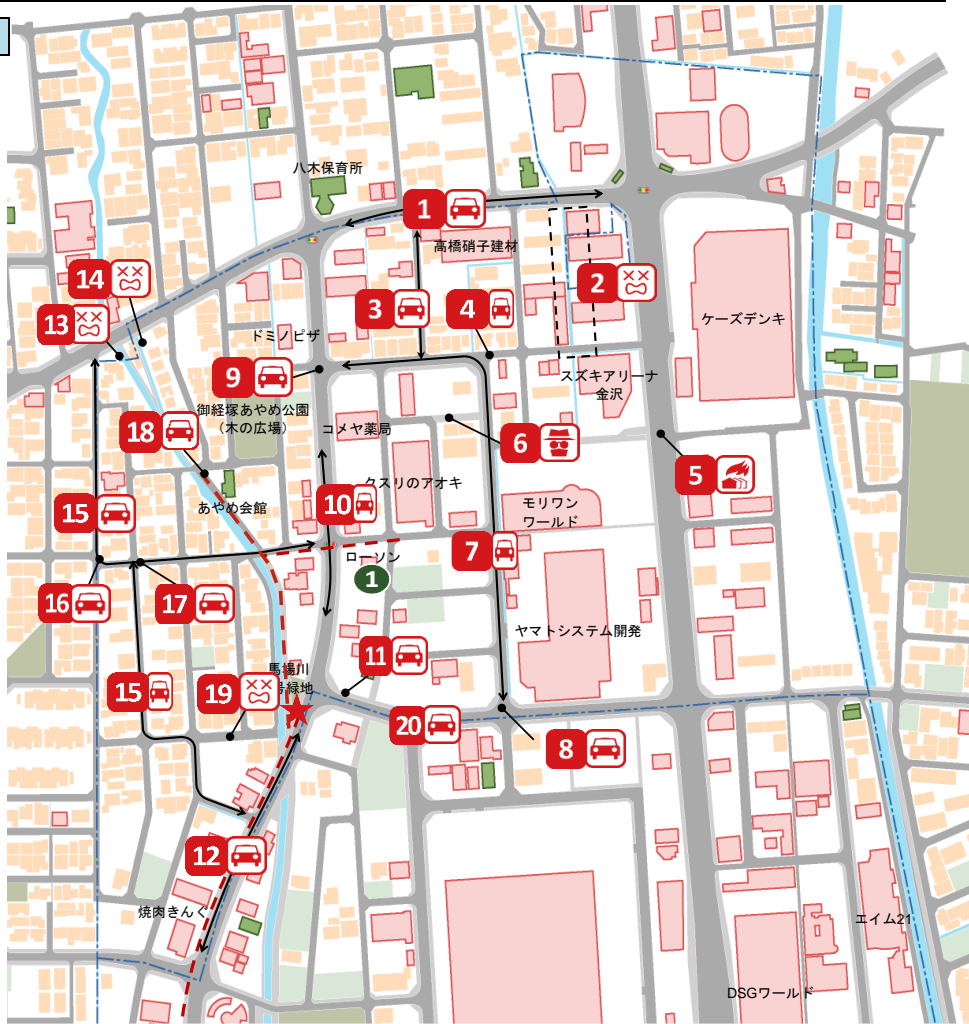 八木保育所
1
高橋硝子建材
14
2
13
3
4
ケーズデンキ
ドミノピザ
9
スズキアリーナ
金沢
御経塚あやめ公園
（木の広場）
18
コメヤ薬局
6
5
クスリのアオキ
10
あやめ会館
モリワン
ワールド
15
7
ローソン
1
16
17
ヤマトシステム開発
11
馬場川
号緑地
15
19
20
8
12
焼肉きんぐ
エイム21
DSGワールド